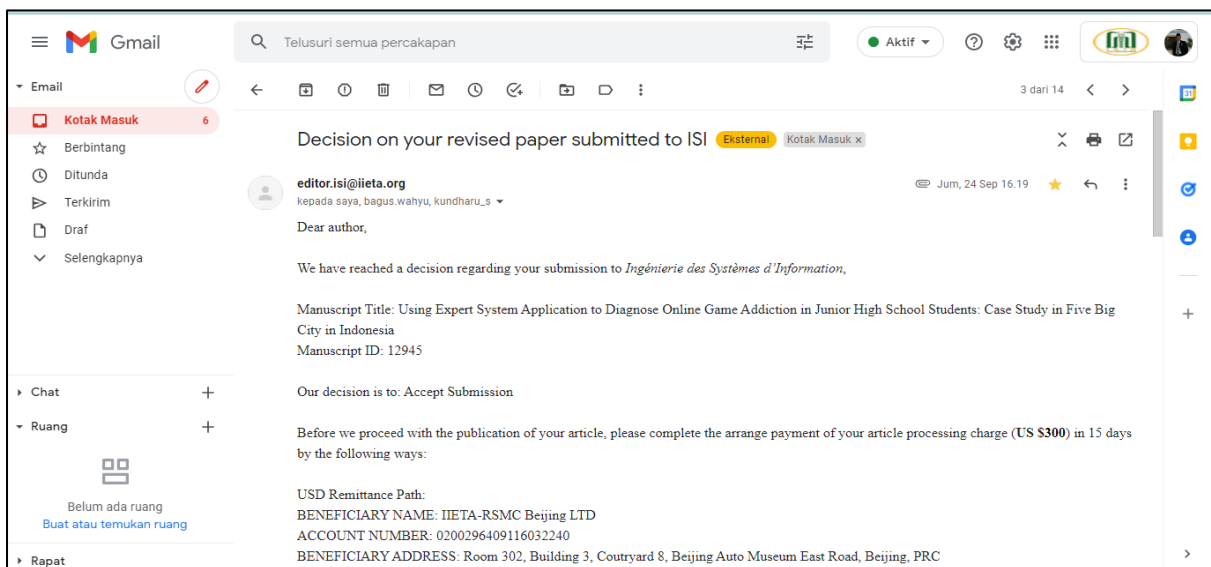 Gmail
Telusuri semua percakapan
Aktif
Email
3 dari 14
31
Kotak Masuk 6
Berbintang
Ditunda
Terkirim
Draf
Selengkapnya
Decision on your revised paper submitted to ISI Eksternal Kotak Masuk x
editor.isi@iieta.org
Jum, 24 Sep 16.19
kepada saya, bagus.wahyu, kundharu_s
Dear author,
We have reached a decision regarding your submission to Ingénierie des Systèmes d'Information,
Manuscript Title: Using Expert System Application to Diagnose Online Game Addiction in Junior High School Students: Case Study in Five Big
City in Indonesia
Manuscript ID: 12945
Our decision is to: Accept Submission
Before we proceed with the publication of your article, please complete the arrange payment of your article processing charge (US $300) in 15 days
by the following ways:
USD Remittance Path:
BENEFICIARY NAME: IIETA-RSMC Beijing LTD
ACCOUNT NUMBER: 0200296409116032240
BENEFICIARY ADDRESS: Room 302, Building 3, Coutryard 8, Beijing Auto Museum East Road, Beijing, PRC
Chat
Ruang
Belum ada ruang
Buat atau temukan ruang
Rapat